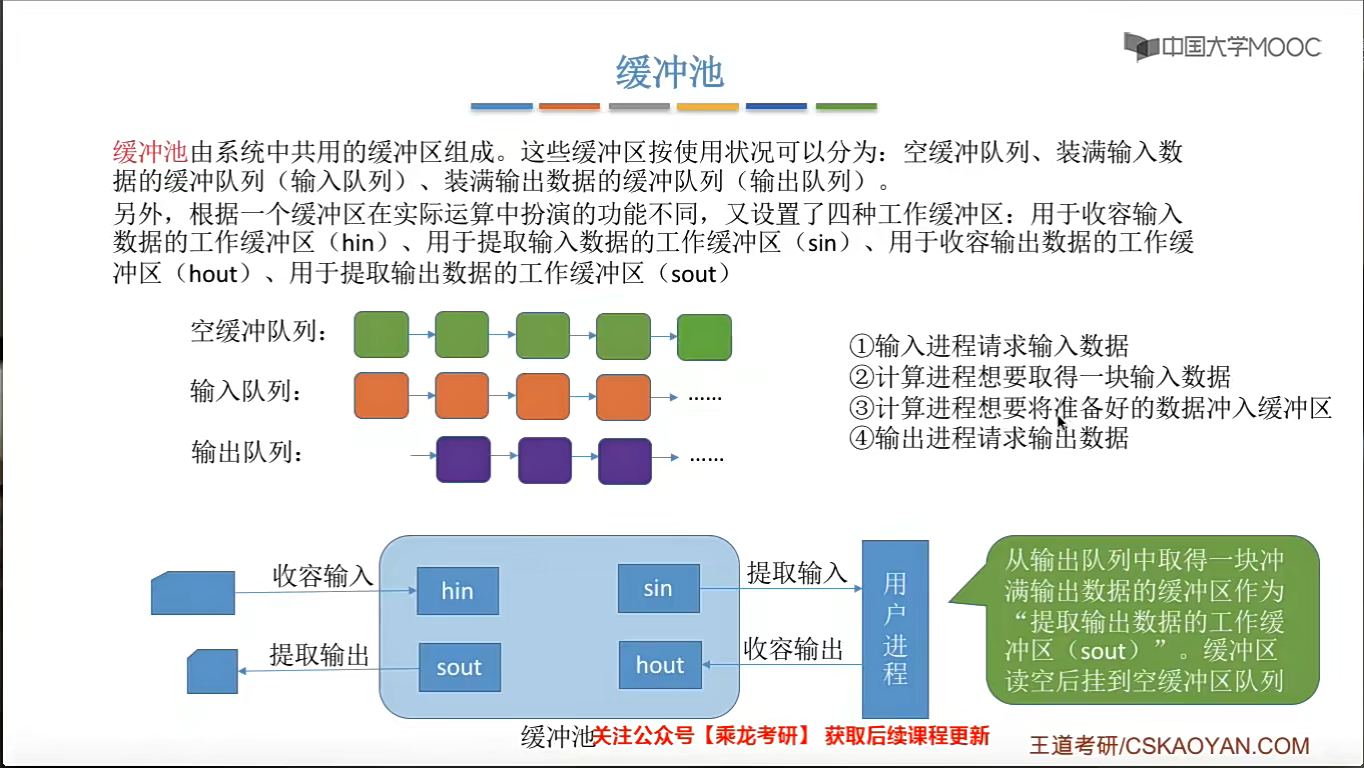 中国大学MOOC
缓冲池
缓冲池由系统中共用的缓冲区组成。这些缓冲区按使用状况可以分为：空缓冲队列、装满输入数
据的缓冲队列（输入队列）、装满输出数据的缓冲队列（输出队列）。
另外，根据一个缓冲区在实际运算中扮演的功能不同，又设置了四种工作缓冲区：用于收容输入
数据的工作缓冲区（hin）、用于提取输入数据的工作缓冲区（sin）、用于收容输出数据的工作缓
冲区（hout）、用于提取输出数据的工作缓冲区（sout）
空缓冲队列：
输入队列：
......
输出队列：
......
①输入进程请求输入数据
②计算进程想要取得一块输入数据
③计算进程想要将准备好的数据冲入缓冲区
④输出进程请求输出数据
收容输入
hin
sin
提取输入
提取输出
sout
hout
收容输出
用
户
进
程
从输出队列中取得一块冲
满输出数据的缓冲区作为
“提取输出数据的工作缓
冲区（sout）”。缓冲区
读空后挂到空缓冲区队列
缓冲池
关注公众号【乘龙考研】 获取后续课程更新
王道考研/CSKAOYAN.COM